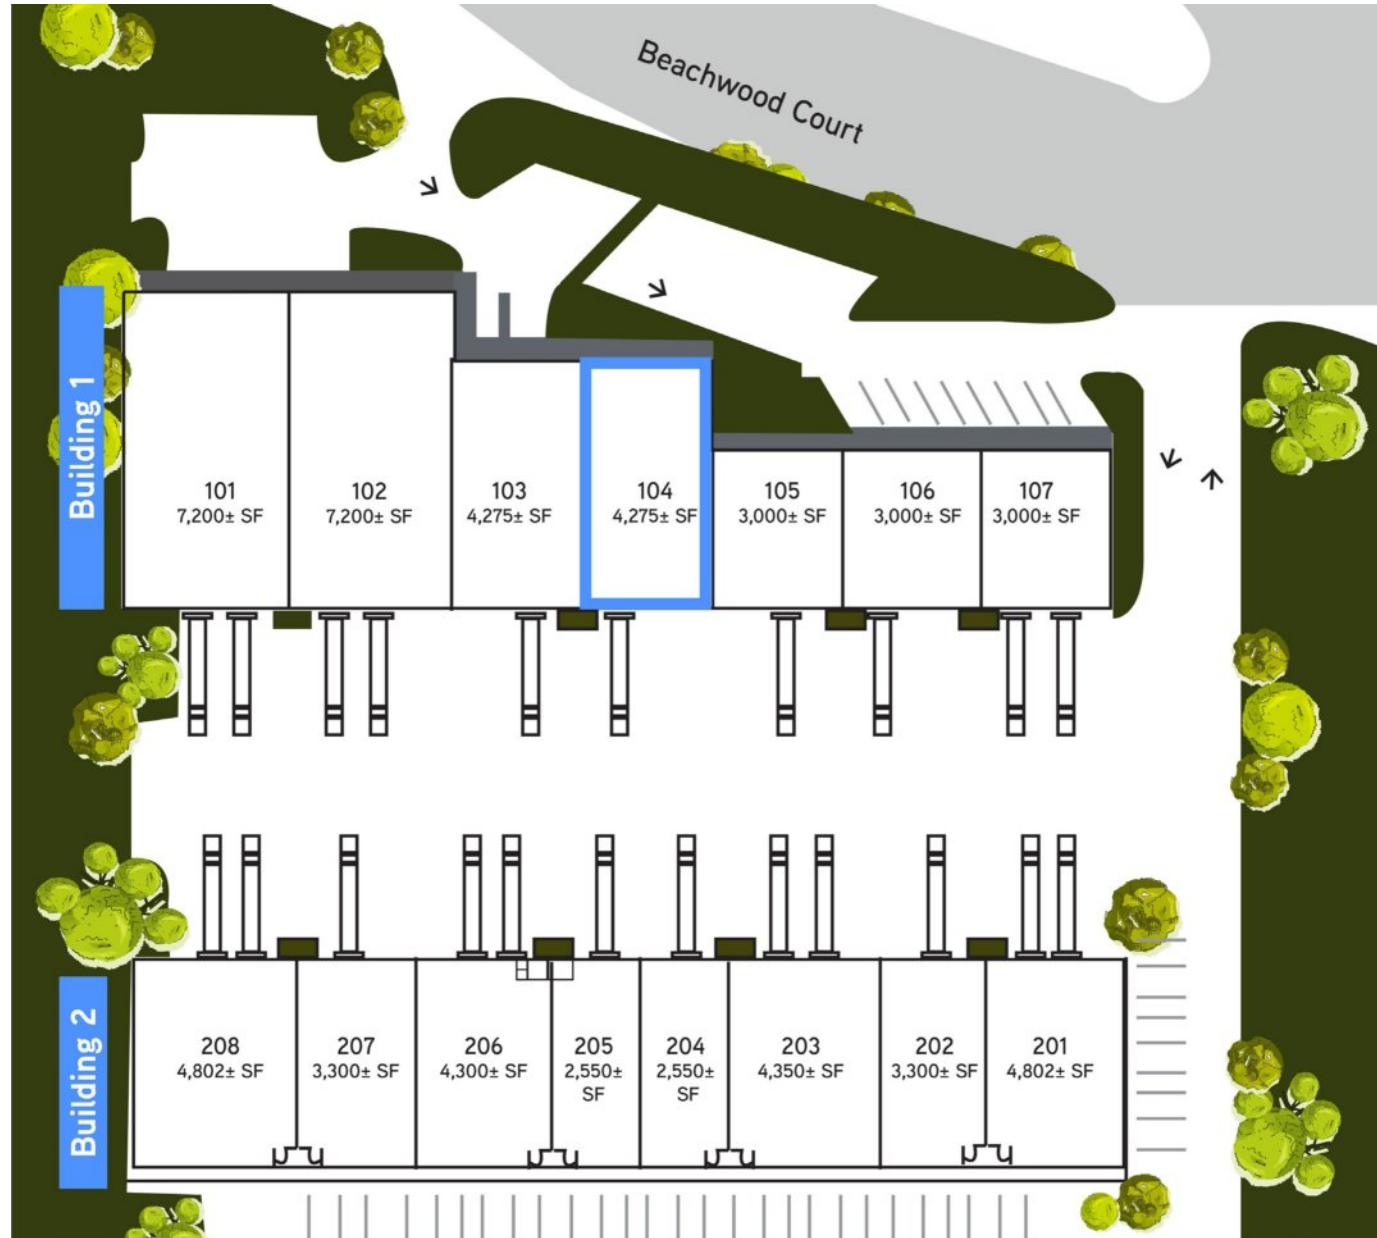 Beachwood Court
Building 1
101
7,200± SF
102
7,200± SF
103
4,275± SF
104
4,275± SF
105
3,000± SF
106
3,000± SF
107
3,000± SF
Building 2
208
4,802± SF
207
3,300± SF
206
4,300± SF
205
2,550±
SF
204
2,550±
SF
203
4,350± SF
202
3,300± SF
201
4,802± SF